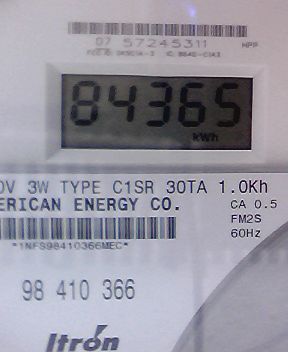 07 57245311
84365
kWh
0V 3W TYPE C1SR 30TA 1.0Kh
ERICAN ENERGY CO.
CA 0.5
FM2S
60Hz
*1NFS98410366MEC*
98 410 366
Itron